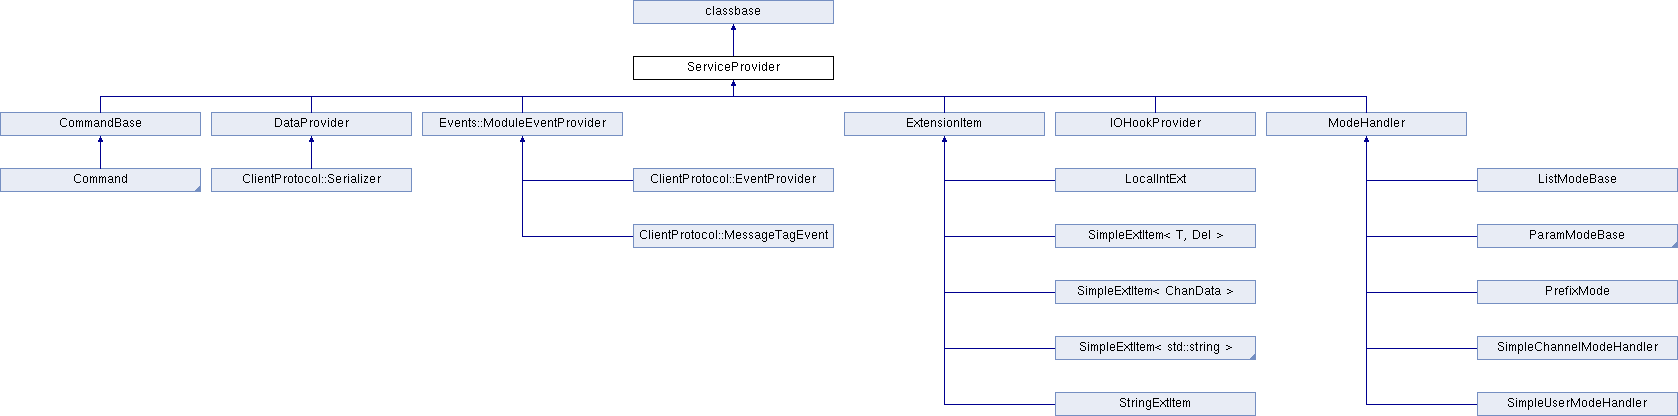 classbase
ServiceProvider
CommandBase
DataProvider
Events::ModuleEventProvider
ExtensionItem
IOHookProvider
ModeHandler
Command
ClientProtocol::Serializer
ClientProtocol::EventProvider
LocalIntExt
ListModeBase
ClientProtocol::MessageTagEvent
SimpleExtItem< T, Del >
ParamModeBase
SimpleExtItem< ChanData >
PrefixMode
SimpleExtItem< std::string >
SimpleChannelModeHandler
StringExtItem
SimpleUserModeHandler